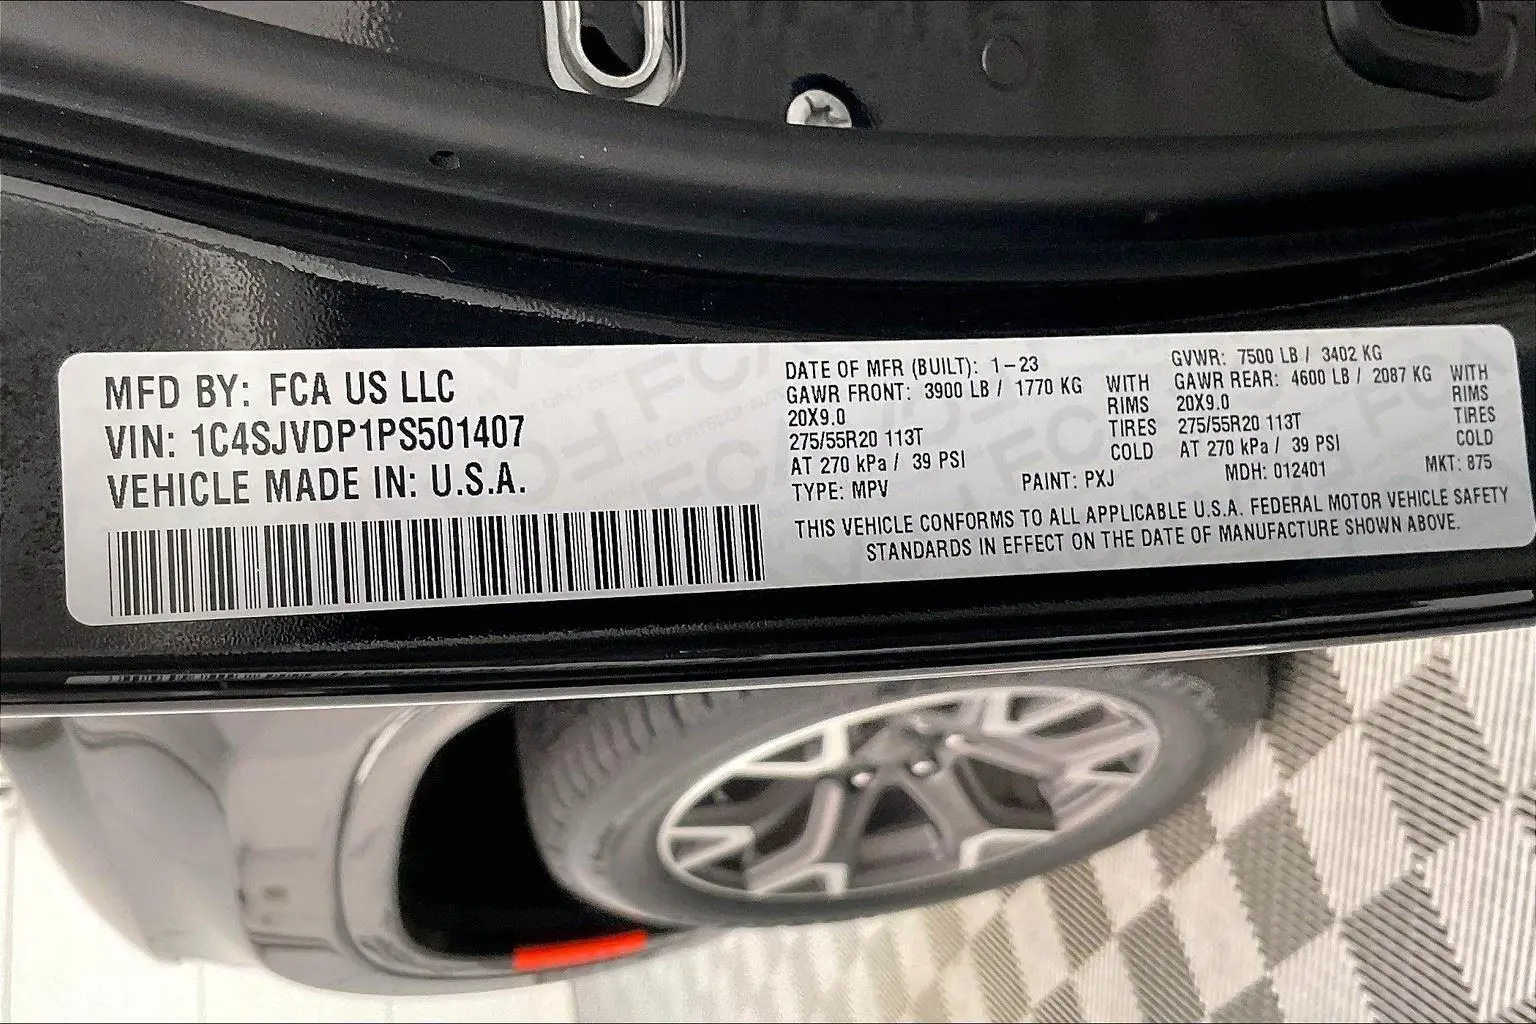 MFD BY: FCA US LLC
VIN: 1C4SJVDP1PS501407
VEHICLE MADE IN: U.S.A.
DATE OF MFR (BUILT): 1-23
GVWR: 7500 LB / 3402 KG
GAWR FRONT: 3900 LB / 1770 KG WITH
20X9.0 RIMS
275/55R20 113T TIRES
AT 270 kPa / 39 PSI COLD
GAWR REAR: 4600 LB / 2087 KG WITH
20X9.0 RIMS
275/55R20 113T TIRES
AT 270 kPa / 39 PSI COLD
TYPE: MPV PAINT: PXJ MDH: 012401 MKT: 875
THIS VEHICLE CONFORMS TO ALL APPLICABLE U.S.A. FEDERAL MOTOR VEHICLE SAFETY
STANDARDS IN EFFECT ON THE DATE OF MANUFACTURE SHOWN ABOVE.